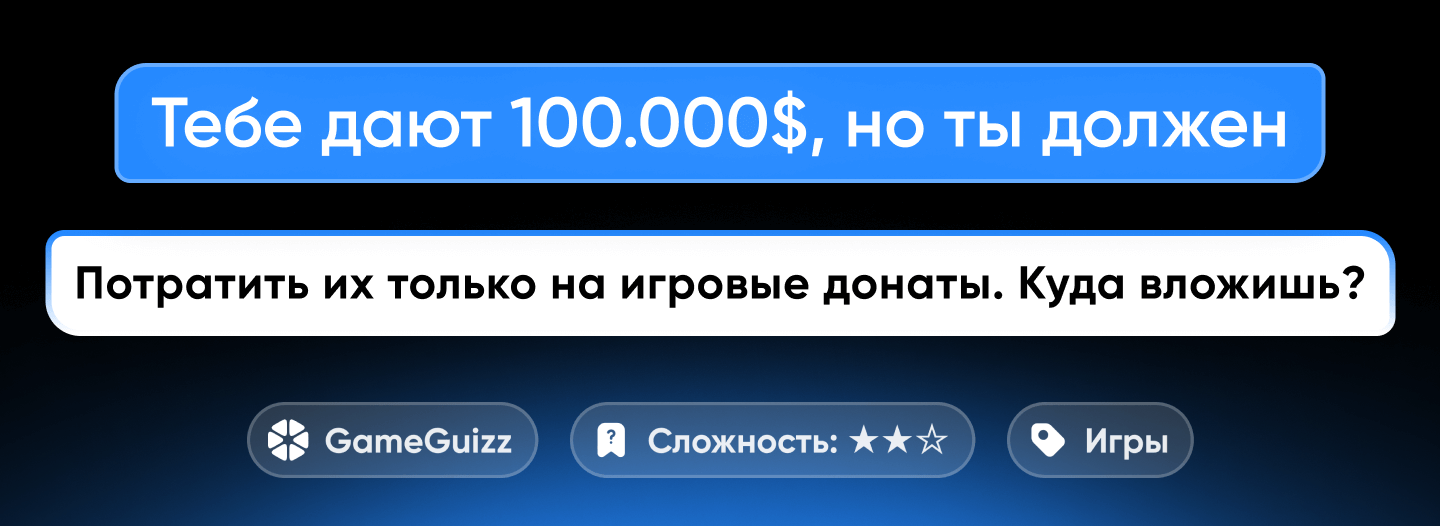 Тебе дают 100.000$, но ты должен
Потратить их только на игровые донаты. Куда вложишь?
GameGuizz
Сложность: ★★☆
Игры